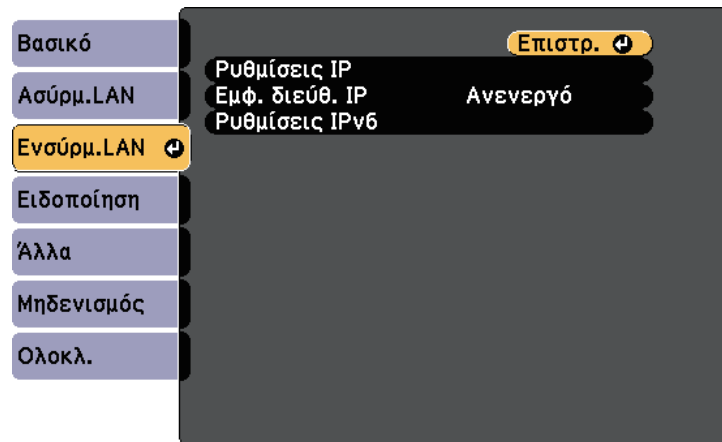 Βασικό
Ασύρμ.LAN
Ενσύρμ.LAN
Ειδοποίηση
Άλλα
Μηδενισμός
Ολοκλ.
Επιστρ.
Ρυθμίσεις IP
Εμφ. διεύθ. IP Ανενεργό
Ρυθμίσεις IPv6